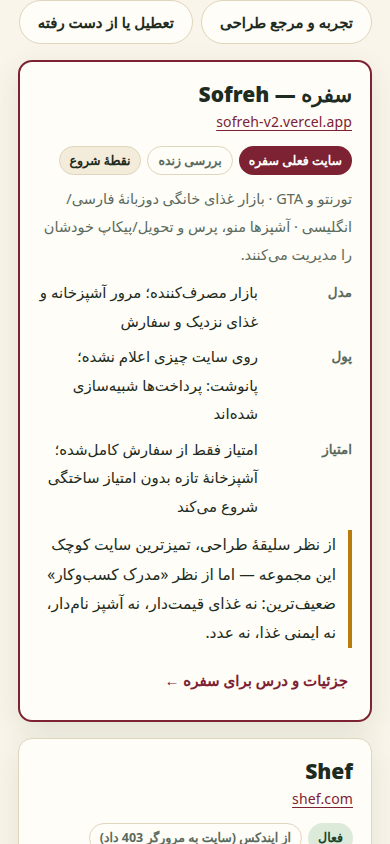 تجربه و مرجع طراحی
تعطیل یا از دست رفته
سفره — Sofreh
sofreh-v2.vercel.app
سایت فعلی سفره
بررسی زنده
نقطهٔ شروع
تورنتو و GTA · بازار غذای خانگی دوزبانهٔ فارسی/
انگلیسی · آشپزها منو، پرس و تحویل/پیکاپ خودشان
را مدیریت می‌کنند.
مدل
بازار مصرف‌کننده؛ مرور آشپزخانه و
غذای نزدیک و سفارش
پول
روی سایت چیزی اعلام نشده؛
پانوشت: پرداخت‌ها شبیه‌سازی
شده‌اند
امتیاز
امتیاز فقط از سفارش کامل‌شده؛
آشپزخانهٔ تازه بدون امتیاز ساختگی
شروع می‌کند
از نظر سلیقهٔ طراحی، تمیزترین سایت کوچک
این مجموعه — اما از نظر «مدرک کسب‌وکار»
ضعیف‌ترین: نه غذای قیمت‌دار، نه آشپز نام‌دار،
نه ایمنی غذا، نه عدد.
جزئیات و درس برای سفره ←
Shef
shef.com
فعال
از ایندکس (سایت به مرورگر 403 داد)